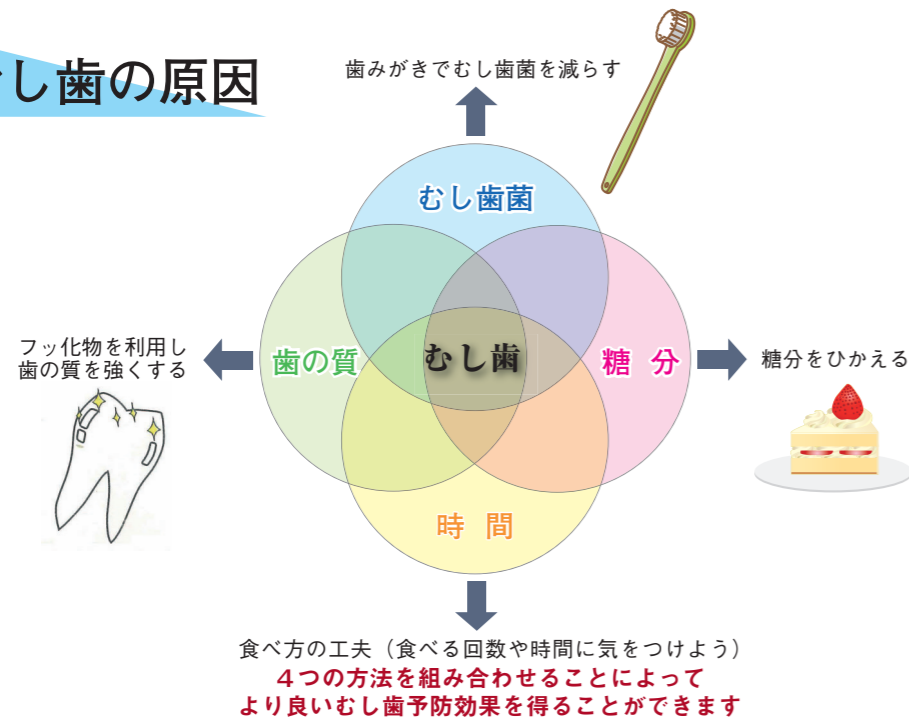 し歯の原因
歯みがきでむし歯菌を減らす
むし歯菌
フッ化物を利用し
歯の質を強くする
歯の質
むし歯
糖 分
糖分をひかえる
時 間
食べ方の工夫（食べる回数や時間に気をつけよう）
４つの方法を組み合わせることによって
より良いむし歯予防効果を得ることができます